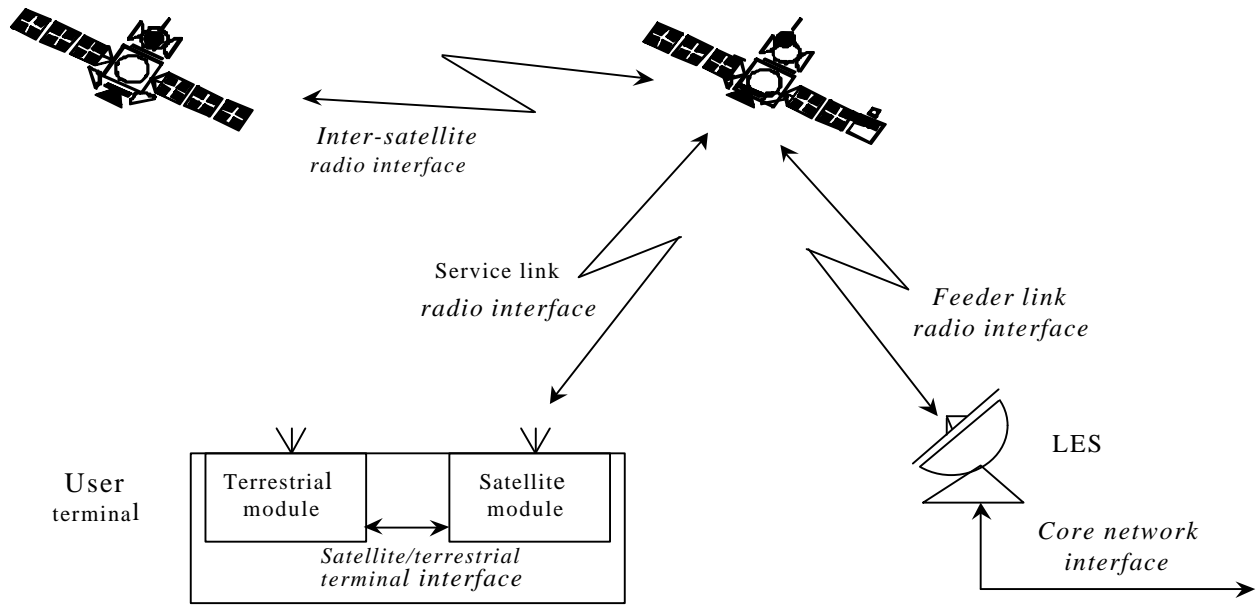 Inter-satellite
radio interface
Service link
radio interface
Feeder link
radio interface
User
terminal
Terrestrial
module
Satellite
module
Satellite/terrestrial
terminal interface
LES
Core network
interface